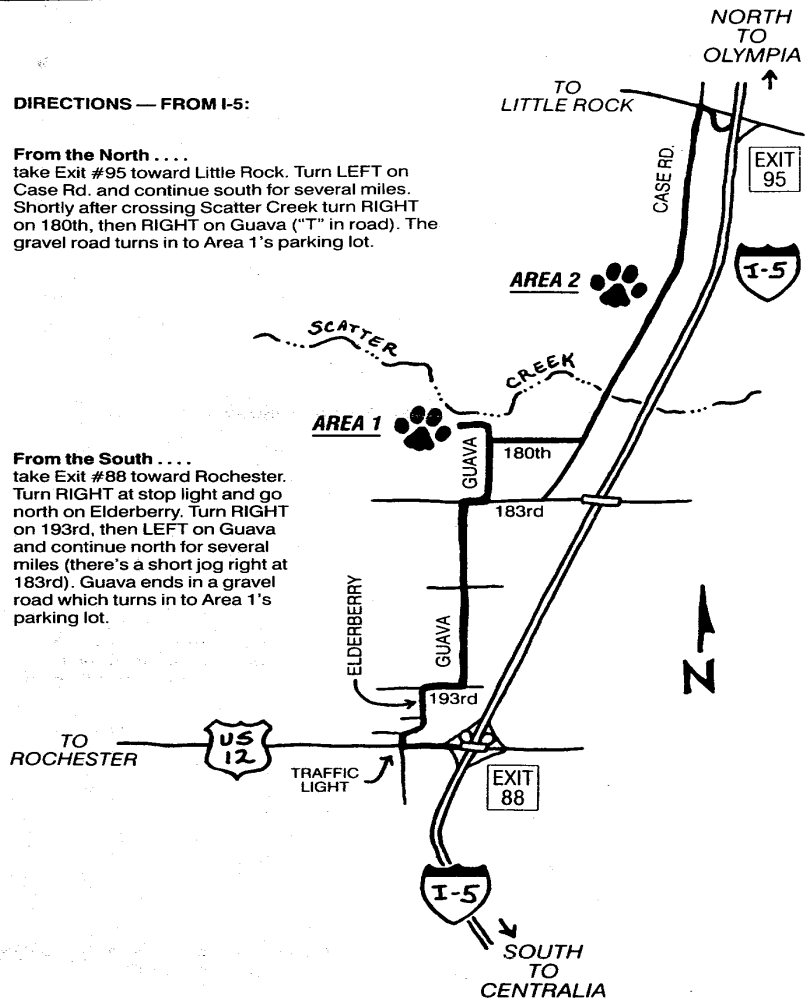 NORTH
TO
OLYMPIA
DIRECTIONS — FROM I-5:
TO
LITTLE ROCK
From the North . . . .
take Exit #95 toward Little Rock. Turn LEFT on
Case Rd. and continue south for several miles.
Shortly after crossing Scatter Creek turn RIGHT
on 180th, then RIGHT on Guava ("T" in road). The
gravel road turns in to Area 1's parking lot.
EXIT
95
CASE RD.
I-5
AREA 2
SCATTER
CREEK
AREA 1
180th
GUAVA
183rd
From the South . . . .
take Exit #88 toward Rochester.
Turn RIGHT at stop light and go
north on Elderberry. Turn RIGHT
on 193rd, then LEFT on Guava
and continue north for several
miles (there's a short jog right at
183rd). Guava ends in a gravel
road which turns in to Area 1's
parking lot.
ELDERBERRY
GUAVA
N
193rd
TO
ROCHESTER
US
12
TRAFFIC
LIGHT
EXIT
88
I-5
SOUTH
TO
CENTRALIA